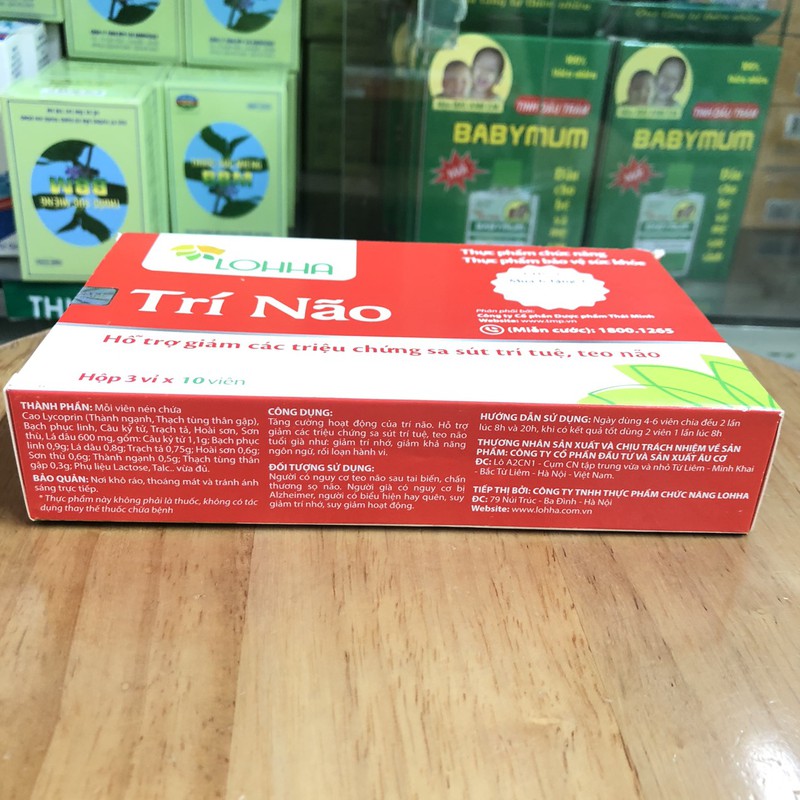 BABYMUM
TINH DẦU TRÀM
BABYMUM
LOHHA
Trí Não
Thực phẩm chức năng
Thực phẩm bảo vệ sức khỏe
Phân phối bởi:
Công ty Cổ phần Dược phẩm Thái Minh
Website: www.tmp.vn
(Miễn cước): 1800.1265
Hỗ trợ giảm các triệu chứng sa sút trí tuệ, teo não
Hộp 3 vỉ x 10 viên
THÀNH PHẦN: Mỗi viên nén chứa
Cao Lycoprin (Thành ngạnh, Thạch tùng thân gập),
Bạch phục linh, Câu kỷ tử, Trạch tả, Hoài sơn, Sơn
thù, Lá dâu 600 mg, gồm: Câu kỷ tử 1,1g; Bạch phục
linh 0,9g; Lá dâu 0,8g; Trạch tả 0,75g; Hoài sơn 0,6g;
Sơn thù 0,6g; Thành ngạnh 0,5g; Thạch tùng thân
gập 0,3g; Phụ liệu Lactose, Talc.. vừa đủ.
BẢO QUẢN: Nơi khô ráo, thoáng mát và tránh ánh
sáng trực tiếp.
* Thực phẩm này không phải là thuốc, không có tác
dụng thay thế thuốc chữa bệnh
CÔNG DỤNG:
Tăng cường hoạt động của trí não. Hỗ trợ
giảm các triệu chứng sa sút trí tuệ, teo não
tuổi già như: giảm trí nhớ, giảm khả năng
ngôn ngữ, rối loạn hành vi.
ĐỐI TƯỢNG SỬ DỤNG:
Người có nguy cơ teo não sau tai biến, chấn
thương sọ não. Người già có nguy cơ bị
Alzheimer, người có biểu hiện hay quên, suy
giảm trí nhớ, suy giảm hoạt động.
HƯỚNG DẪN SỬ DỤNG: Ngày dùng 4-6 viên chia đều 2 lần
lúc 8h và 20h, khi có kết quả tốt dùng 2 viên 1 lần lúc 8h
THƯƠNG NHÂN SẢN XUẤT VÀ CHỊU TRÁCH NHIỆM VỀ SẢN
PHẨM: CÔNG TY CỔ PHẦN ĐẦU TƯ VÀ SẢN XUẤT ÂU CƠ
ĐC: Lô A2CN1 - Cụm CN tập trung vừa và nhỏ Từ Liêm - Minh Khai
- Bắc Từ Liêm - Hà Nội - Việt Nam.
TIẾP THỊ BỞI: CÔNG TY TNHH THỰC PHẨM CHỨC NĂNG LOHHA
ĐC: 79 Núi Trúc - Ba Đình - Hà Nội
Website: www.lohha.com.vn